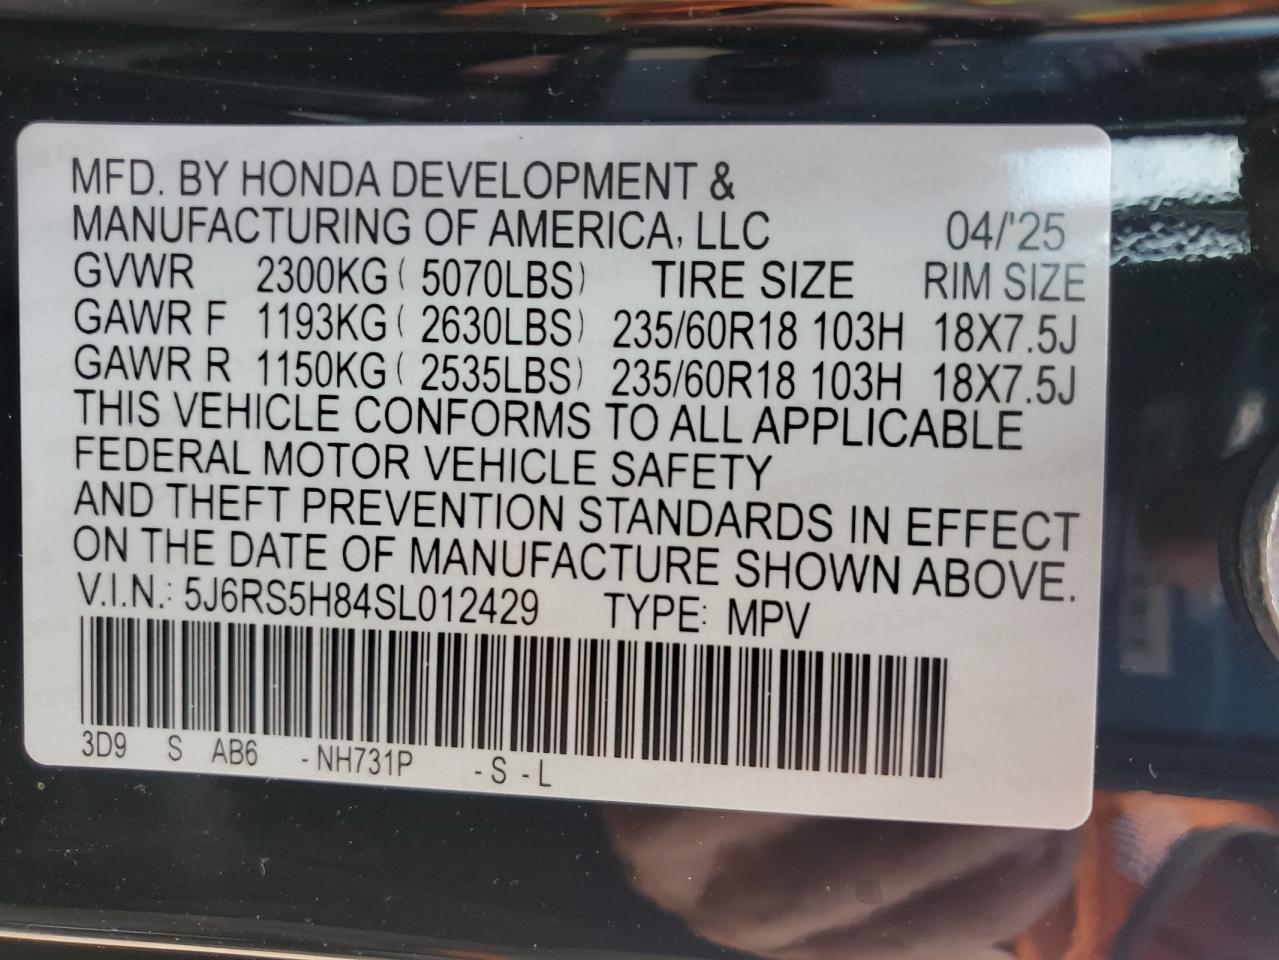 MFD. BY HONDA DEVELOPMENT &
MANUFACTURING OF AMERICA, LLC 04/'25
GVWR 2300KG ( 5070LBS) TIRE SIZE RIM SIZE
GAWR F 1193KG ( 2630LBS) 235/60R18 103H 18X7.5J
GAWR R 1150KG ( 2535LBS) 235/60R18 103H 18X7.5J
THIS VEHICLE CONFORMS TO ALL APPLICABLE
FEDERAL MOTOR VEHICLE SAFETY
AND THEFT PREVENTION STANDARDS IN EFFECT
ON THE DATE OF MANUFACTURE SHOWN ABOVE.
V.I.N.: 5J6RS5H84SL012429 TYPE: MPV
3D9 S AB6 -NH731P -S -L